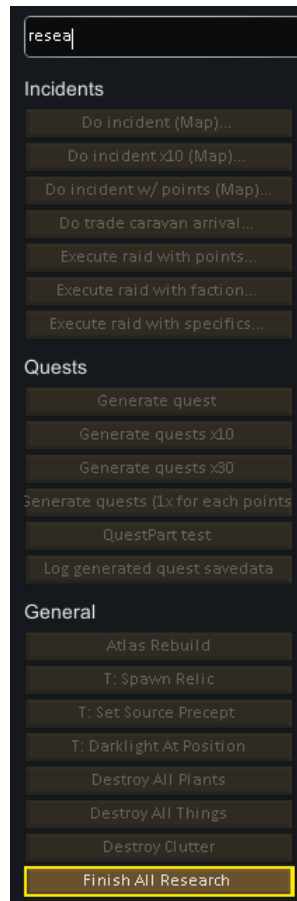 resea
Incidents
Do incident (Map)...
Do incident x10 (Map)...
Do incident w/ points (Map)...
Do trade caravan arrival...
Execute raid with points...
Execute raid with faction...
Execute raid with specifics...
Quests
Generate quest
Generate quests x10
Generate quests x30
Generate quests (1x for each points
QuestPart test
Log generated quest savedata
General
Atlas Rebuild
T: Spawn Relic
T: Set Source Precept
T: Darklight At Position
Destroy All Plants
Destroy All Things
Destroy Clutter
Finish All Research